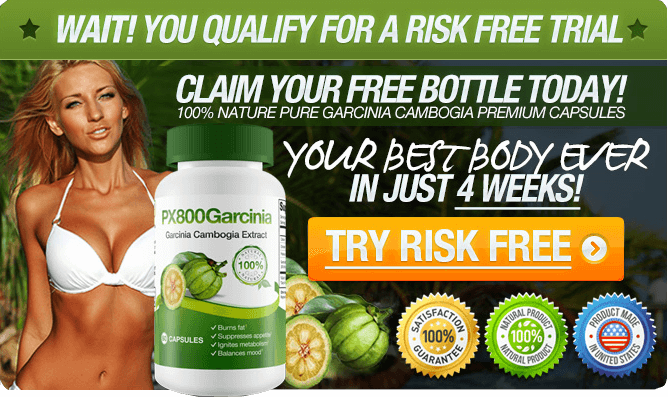 WAIT! YOU QUALIFY FOR A RISK FREE TRIAL
CLAIM YOUR FREE BOTTLE TODAY!
100% NATURE PURE GARCINIA CAMBOGIA PREMIUM CAPSULES
YOUR BEST BODY EVER
IN JUST 4 WEEKS!
TRY RISK FREE
PX800Garcinia
Garcinia Cambogia Extract
100%
Burns fat
Suppresses appetite
Ignites metabolism
Balances mood
CAPSULES
SATISFACTION
100%
GUARANTEE
NATURAL PRODUCT
100%
NATURAL PRODUCT
PRODUCT MADE
IN UNITED STATES